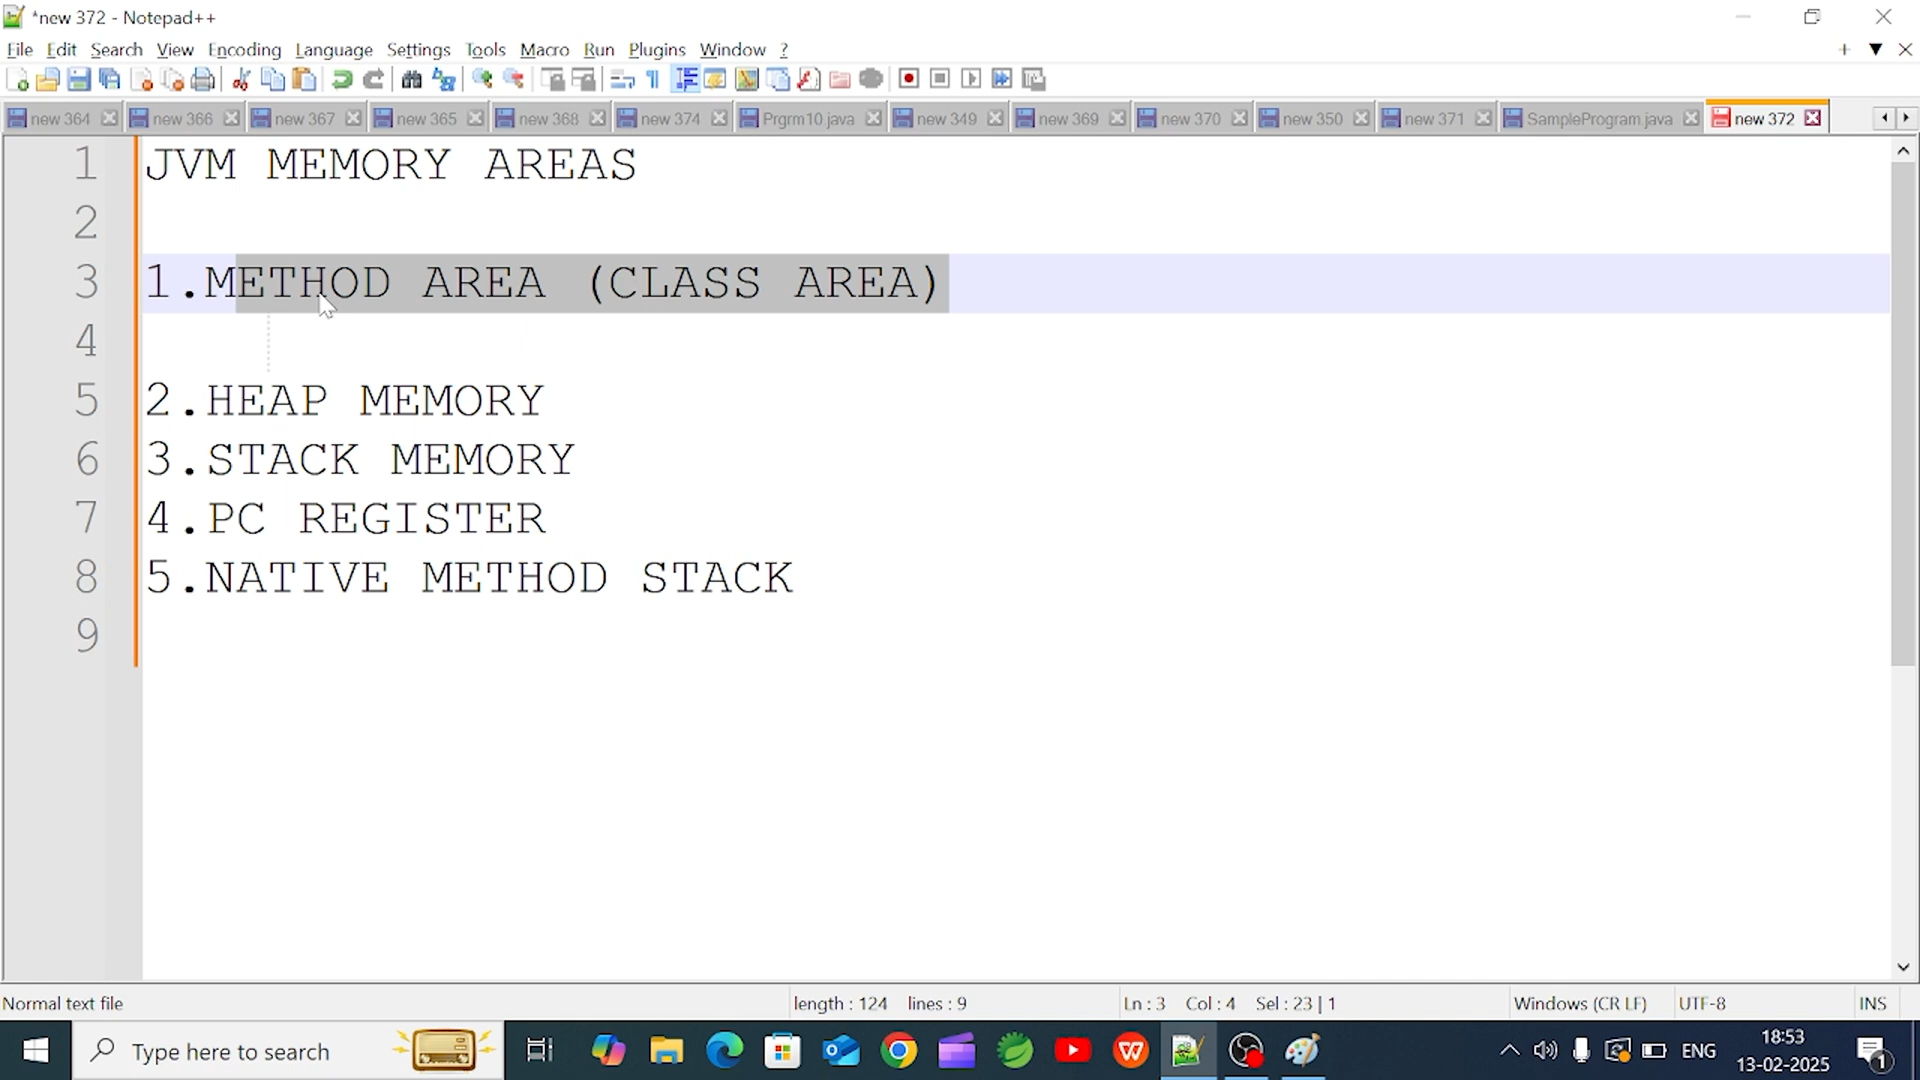 *new 372 - Notepad++
File Edit Search View Encoding Language Settings Tools Macro Run Plugins Window ?
new 364 new 366 new 367 new 365 new 368 new 374 Prgrm10.java new 349 new 369 new 370 new 350 new 371 SampleProgram.java new 372
1 JVM MEMORY AREAS
2
3 1.METHOD AREA (CLASS AREA)
4
5 2.HEAP MEMORY
6 3.STACK MEMORY
7 4.PC REGISTER
8 5.NATIVE METHOD STACK
9
Normal text file length : 124 lines : 9 Ln : 3 Col : 4 Sel : 23 | 1 Windows (CR LF) UTF-8 INS
Type here to search ENG 18:53
13-02-2025 1